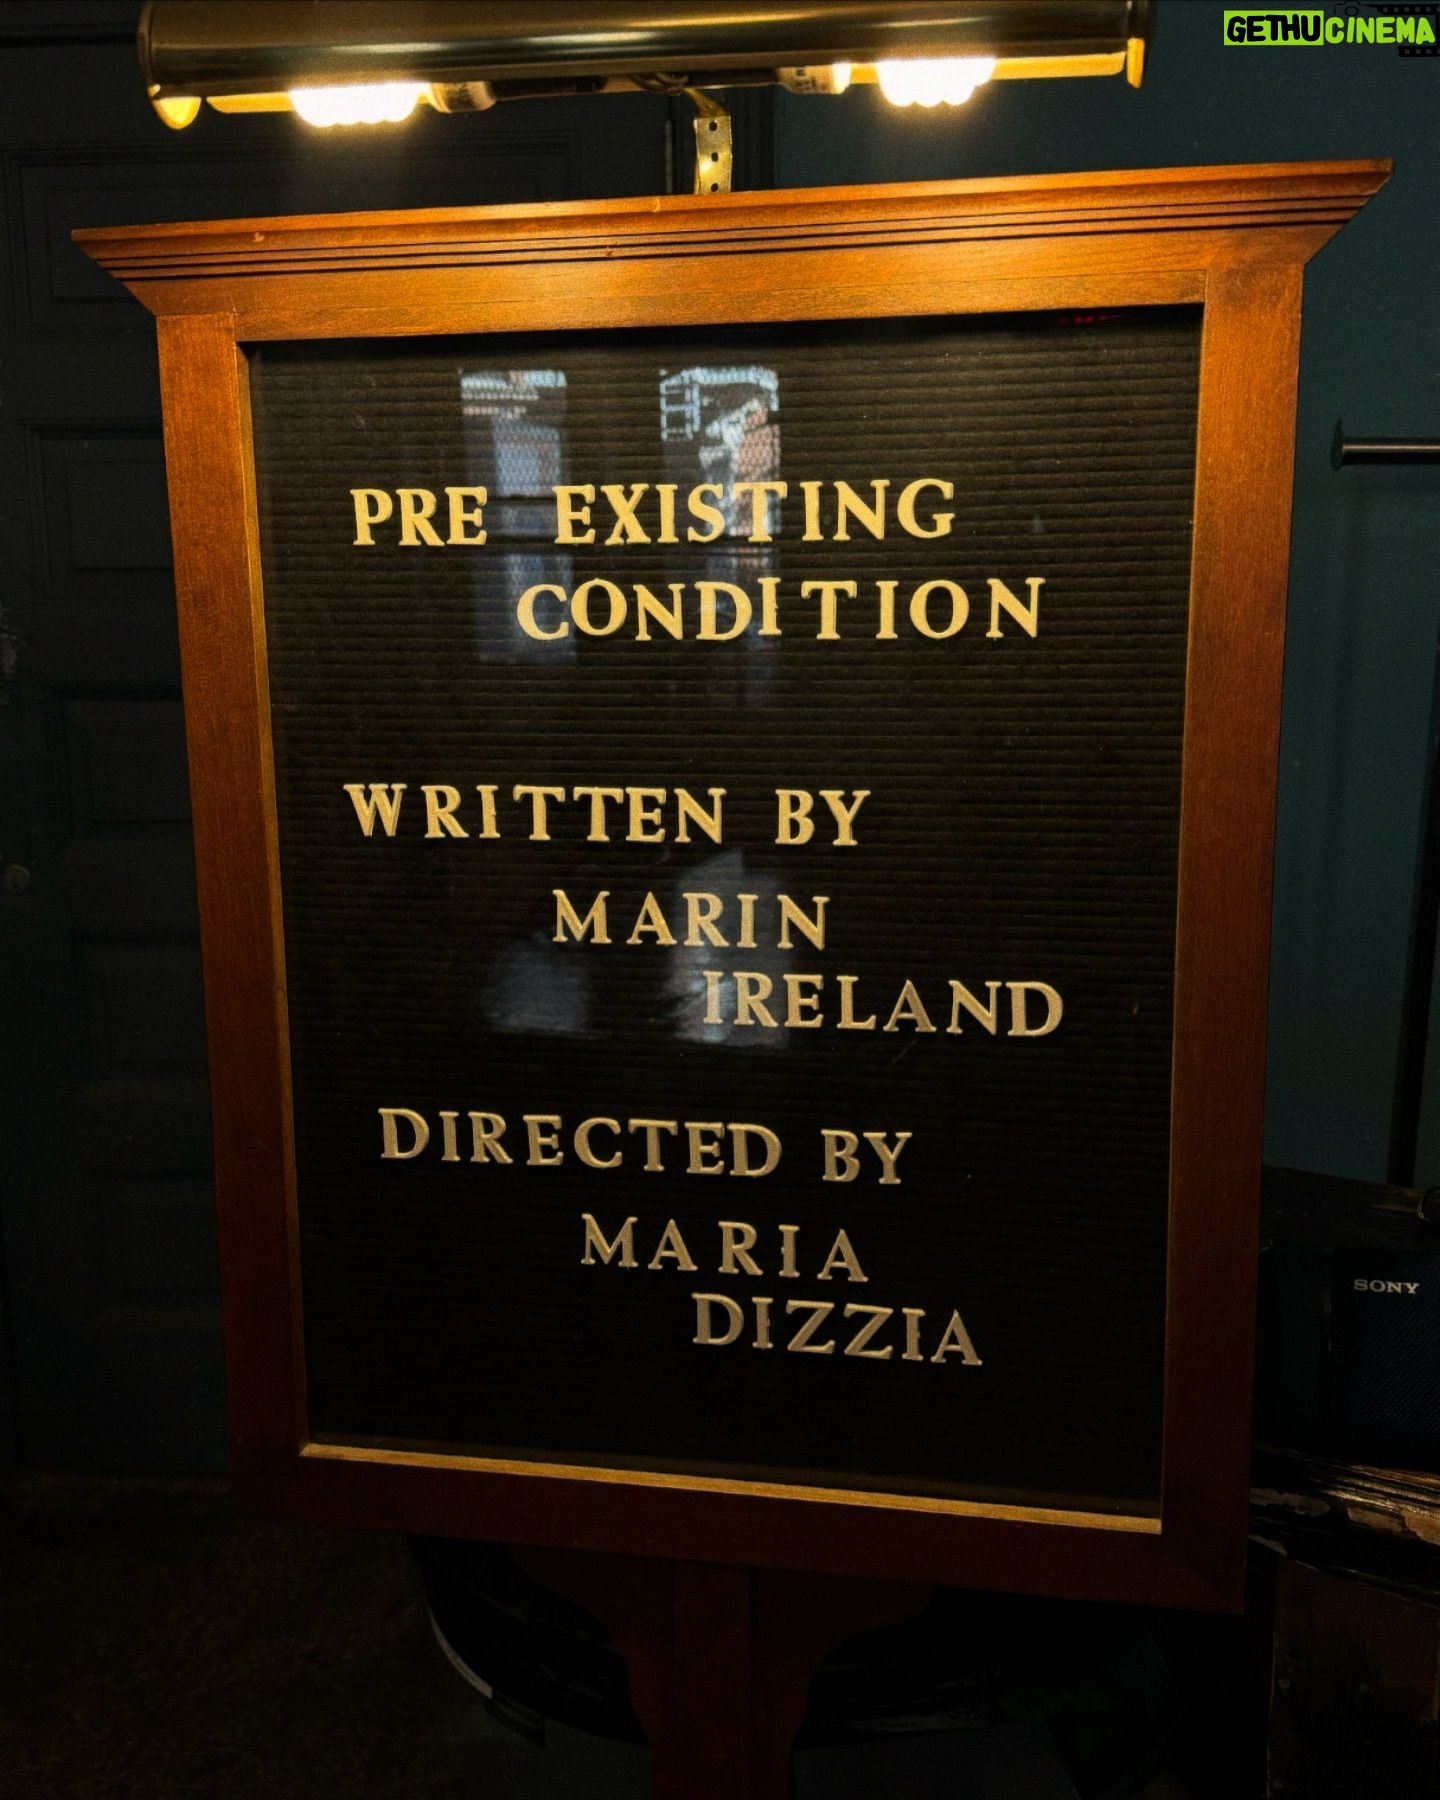 GETHUCINEMA
PRE EXISTING
CONDITION
WRITTEN BY
MARIN
IRELAND
DIRECTED BY
MARIA
DIZZIA
SONY